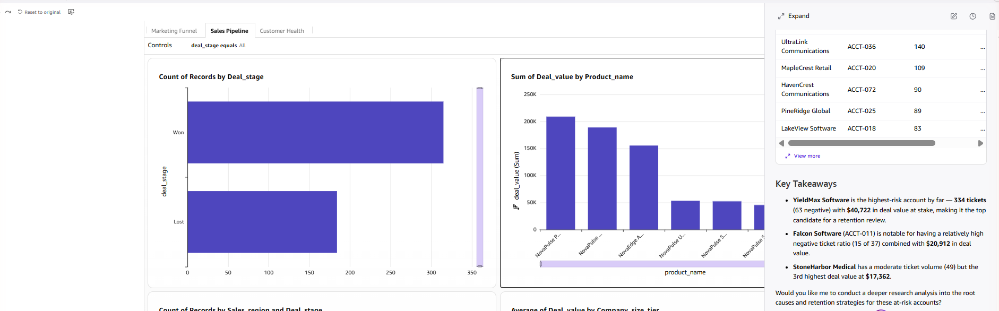 Reset to original
Marketing Funnel
Sales Pipeline
Customer Health
Controls
deal_stage equals All
Count of Records by Deal_stage
deal_stage
Won
Lost
0 50 100 150 200 250 300 350
Sum of Deal_value by Product_name
deal_value (Sum)
250K
200K
150K
100K
50K
0
NovaPulse P...
NovaPulse ...
NovaEdge A...
NovaPulse U...
NovaPulse S...
NovaPulse S
product_name
Count of Records by Sales_region and Deal_stage
Average of Deal_value by Company_size_tier
Expand
UltraLink
Communications ACCT-036 140 ...
MapleCrest Retail ACCT-020 109 ...
HavenCrest
Communications ACCT-072 90 ...
PineRidge Global ACCT-025 89 ...
LakeView Software ACCT-018 83 ...
View more
Key Takeaways
• YieldMax Software is the highest-risk account by far — 334 tickets
(63 negative) with $40,722 in deal value at stake, making it the top
candidate for a retention review.
• Falcon Software (ACCT-011) is notable for having a relatively high
negative ticket ratio (15 of 37) combined with $20,912 in deal
value.
• StoneHarbor Medical has a moderate ticket volume (49) but the
3rd highest deal value at $17,362.
Would you like me to conduct a deeper research analysis into the root
causes and retention strategies for these at-risk accounts?